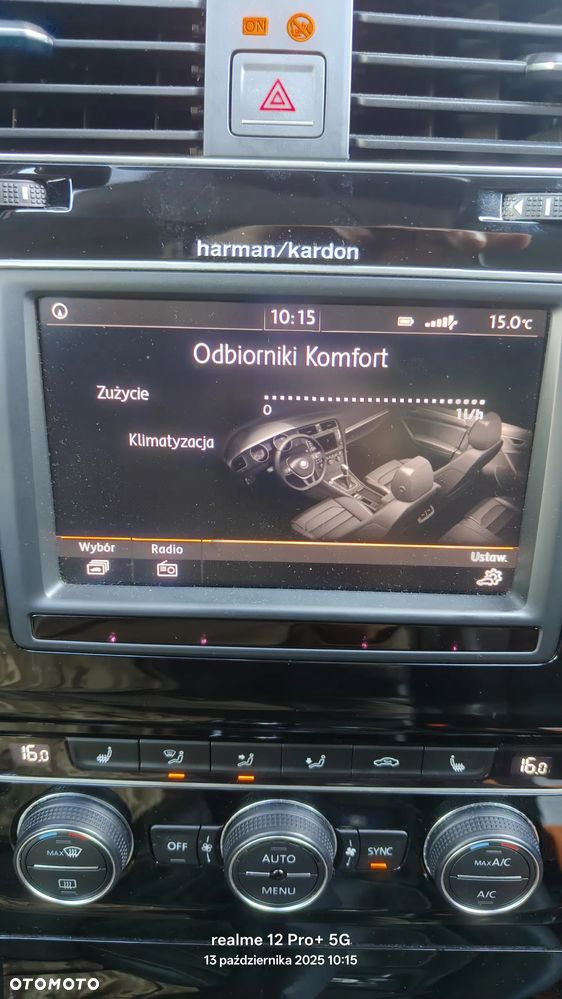 ON
harman/kardon
10:15
15.0°C
Odbiorniki Komfort
Zużycie
0
1l/h
Klimatyzacja
Wybór
Radio
Ustaw.
16.0
16.0
MAX
OFF
AUTO
MENU
SYNC
MAX A/C
A/C
realme 12 Pro+ 5G
13 października 2025 10:15
OTOMOTO